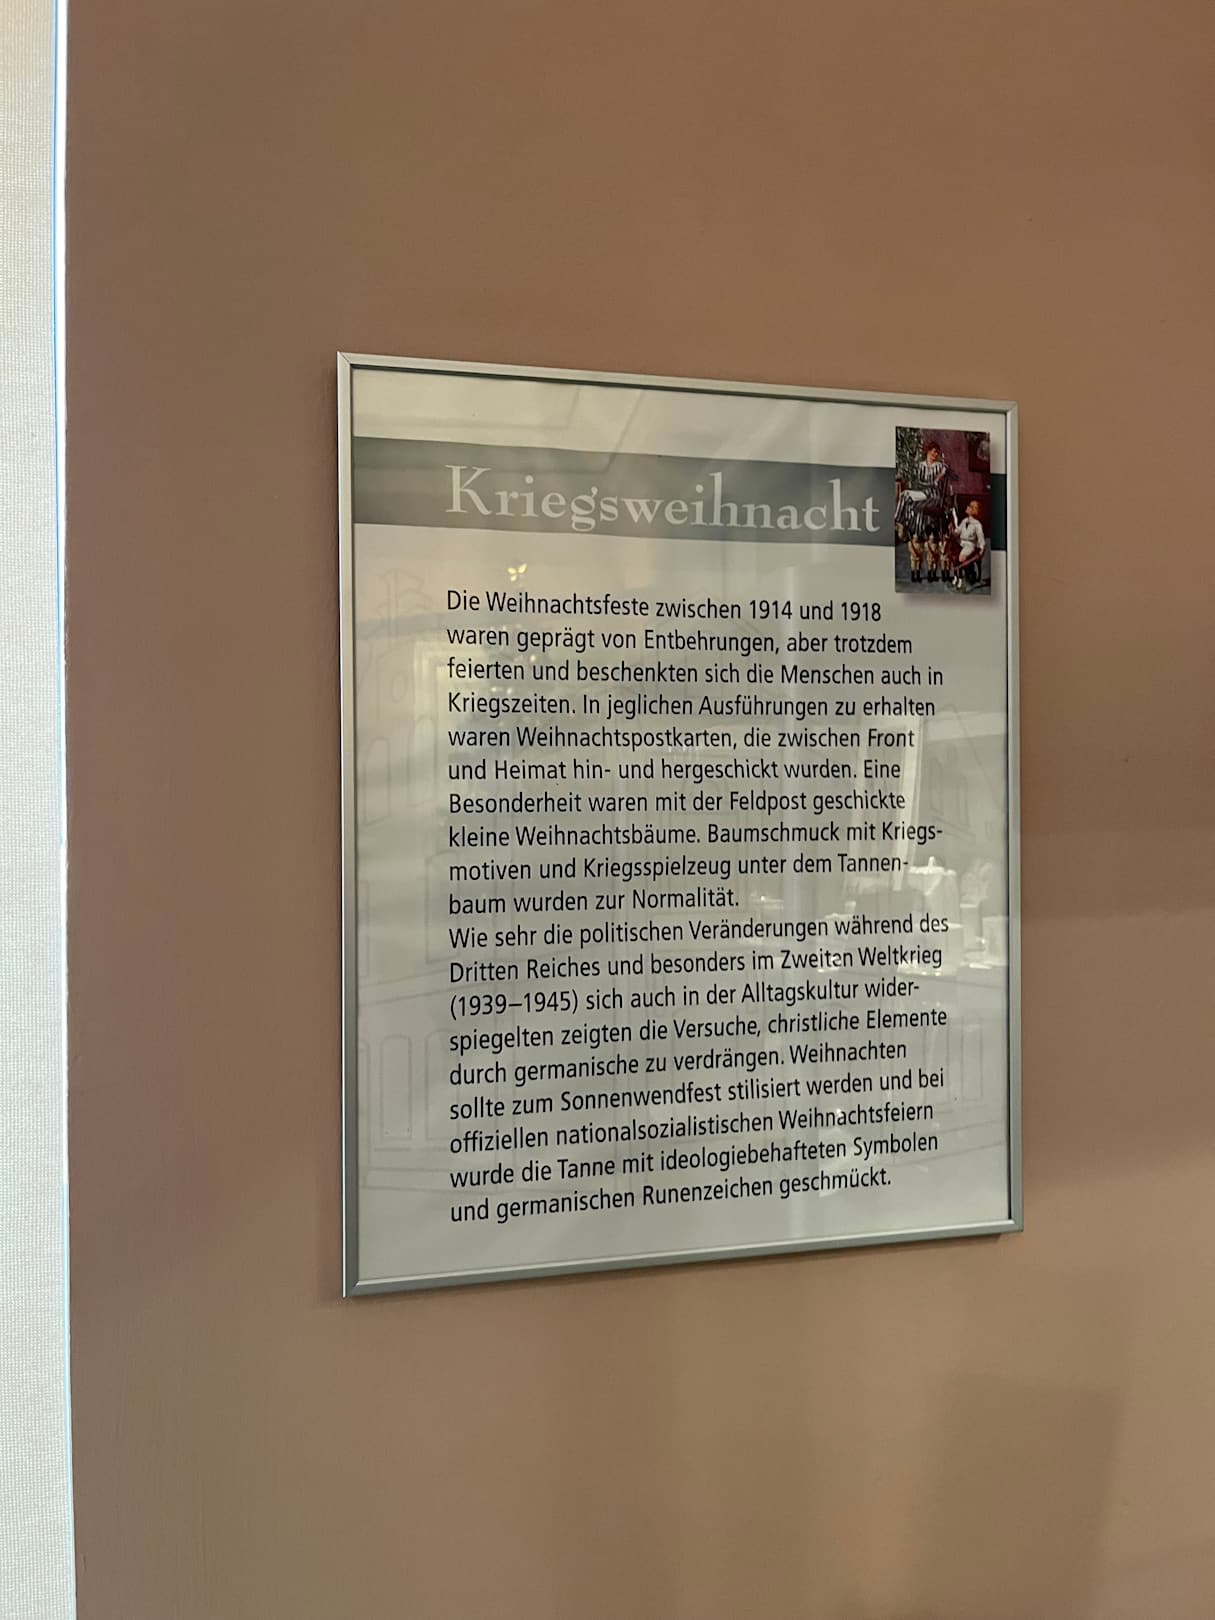 Kriegsweihnacht
Die Weihnachtsfeste zwischen 1914 und 1918
waren geprägt von Entbehrungen, aber trotzdem
feierten und beschenkten sich die Menschen auch in
Kriegszeiten. In jeglichen Ausführungen zu erhalten
waren Weihnachtspostkarten, die zwischen Front
und Heimat hin- und hergeschickt wurden. Eine
Besonderheit waren mit der Feldpost geschickte
kleine Weihnachtsbäume. Baumschmuck mit Kriegs-
motiven und Kriegsspielzeug unter dem Tannen-
baum wurden zur Normalität.
Wie sehr die politischen Veränderungen während des
Dritten Reiches und besonders im Zweiten Weltkrieg
(1939–1945) sich auch in der Alltagskultur wider-
spiegelten zeigten die Versuche, christliche Elemente
durch germanische zu verdrängen. Weihnachten
sollte zum Sonnenwendfest stilisiert werden und bei
offiziellen nationalsozialistischen Weihnachtsfeiern
wurde die Tanne mit ideologiebehafteten Symbolen
und germanischen Runenzeichen geschmückt.